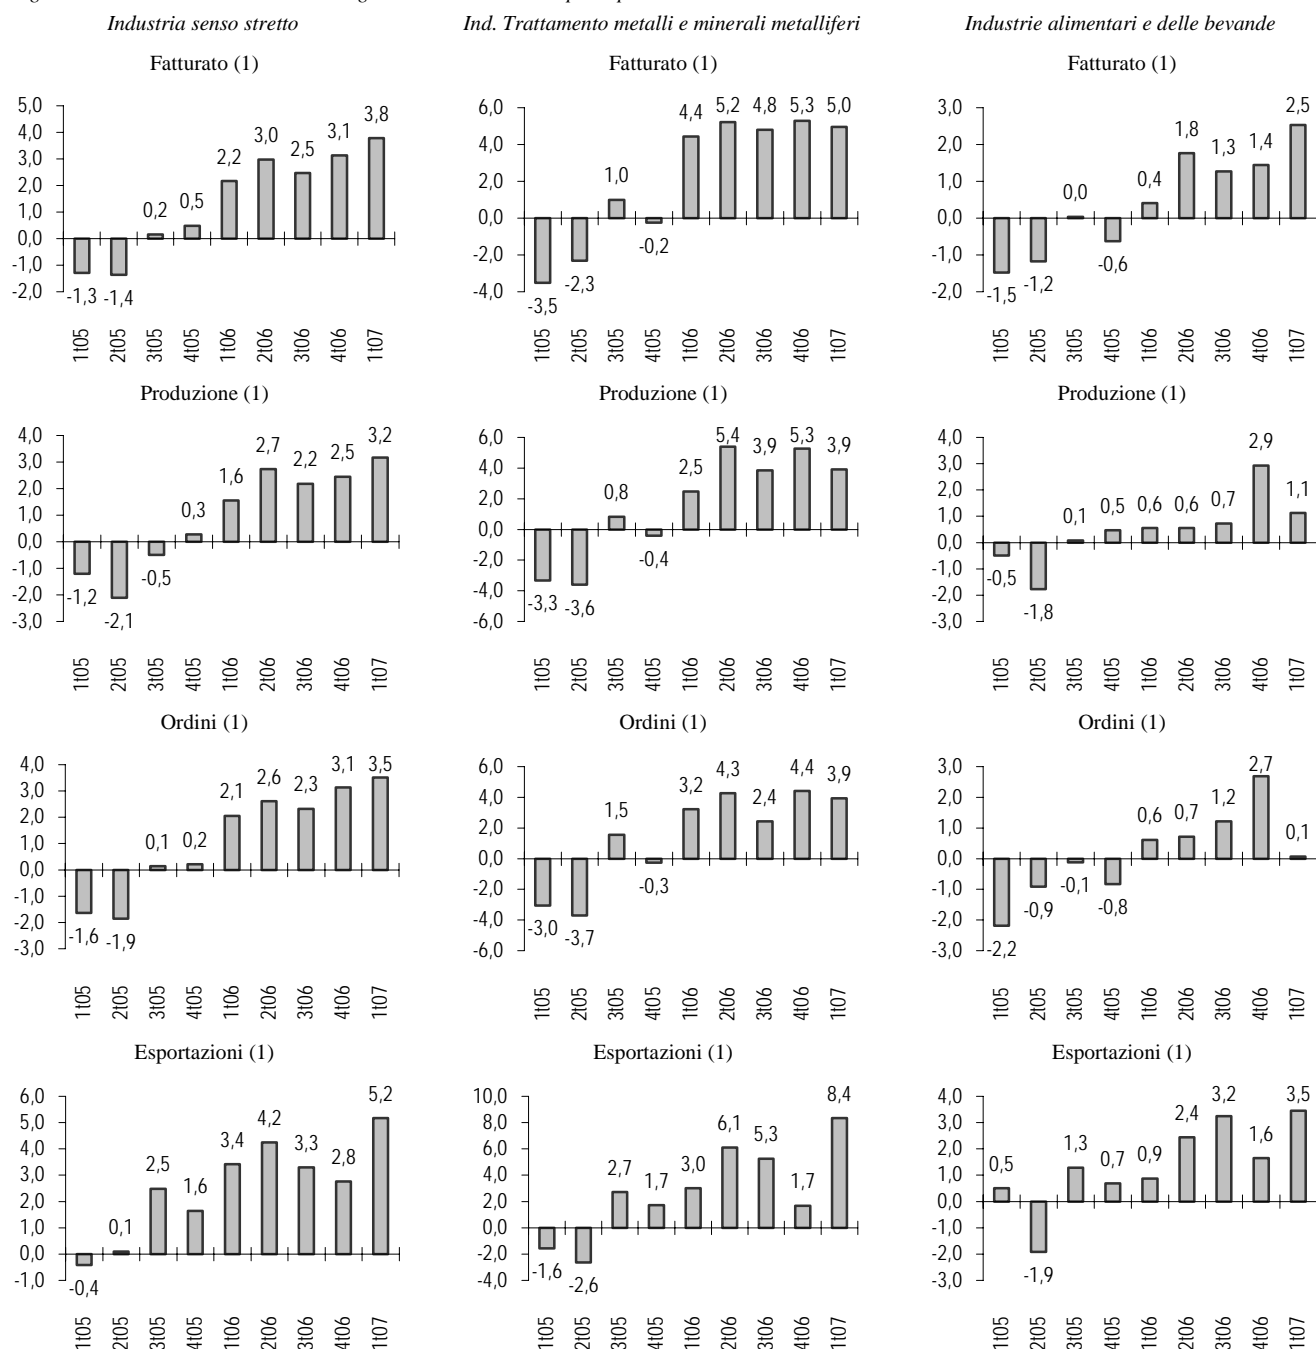 Industria senso stretto
Ind. Trattamento metalli e minerali metalliferi
Industrie alimentari e delle bevande
Fatturato (1)
5,0
4,0
3,0
2,0
1,0
0,0
-1,0
-2,0
-1,3 -1,4 0,2 0,5 2,2 3,0 2,5 3,1 3,8
1t05 2t05 3t05 4t05 1t06 2t06 3t06 4t06 1t07
Fatturato (1)
6,0
4,0
2,0
0,0
-2,0
-4,0
-3,5 -2,3 1,0 -0,2 4,4 5,2 4,8 5,3 5,0
1t05 2t05 3t05 4t05 1t06 2t06 3t06 4t06 1t07
Fatturato (1)
3,0
2,0
1,0
0,0
-1,0
-2,0
-1,5 -1,2 0,0 -0,6 0,4 1,8 1,3 1,4 2,5
1t05 2t05 3t05 4t05 1t06 2t06 3t06 4t06 1t07
Produzione (1)
4,0
3,0
2,0
1,0
0,0
-1,0
-2,0
-3,0
-1,2 -2,1 -0,5 0,3 1,6 2,7 2,2 2,5 3,2
1t05 2t05 3t05 4t05 1t06 2t06 3t06 4t06 1t07
Produzione (1)
6,0
4,0
2,0
0,0
-2,0
-4,0
-6,0
-3,3 -3,6 0,8 -0,4 2,5 5,4 3,9 5,3 3,9
1t05 2t05 3t05 4t05 1t06 2t06 3t06 4t06 1t07
Produzione (1)
4,0
3,0
2,0
1,0
0,0
-1,0
-2,0
-3,0
-0,5 -1,8 0,1 0,5 0,6 0,6 0,7 2,9 1,1
1t05 2t05 3t05 4t05 1t06 2t06 3t06 4t06 1t07
Ordini (1)
4,0
3,0
2,0
1,0
0,0
-1,0
-2,0
-3,0
-1,6 -1,9 0,1 0,2 2,1 2,6 2,3 3,1 3,5
1t05 2t05 3t05 4t05 1t06 2t06 3t06 4t06 1t07
Ordini (1)
6,0
4,0
2,0
0,0
-2,0
-4,0
-6,0
-3,0 -3,7 1,5 -0,3 3,2 4,3 2,4 4,4 3,9
1t05 2t05 3t05 4t05 1t06 2t06 3t06 4t06 1t07
Ordini (1)
3,0
2,0
1,0
0,0
-1,0
-2,0
-3,0
-2,2 -0,9 -0,1 -0,8 0,6 0,7 1,2 2,7 0,1
1t05 2t05 3t05 4t05 1t06 2t06 3t06 4t06 1t07
Esportazioni (1)
6,0
5,0
4,0
3,0
2,0
1,0
0,0
-1,0
-0,4 0,1 2,5 1,6 3,4 4,2 3,3 2,8 5,2
1t05 2t05 3t05 4t05 1t06 2t06 3t06 4t06 1t07
Esportazioni (1)
10,0
8,0
6,0
4,0
2,0
0,0
-2,0
-4,0
-1,6 -2,6 2,7 1,7 3,0 6,1 5,3 1,7 8,4
1t05 2t05 3t05 4t05 1t06 2t06 3t06 4t06 1t07
Esportazioni (1)
4,0
3,0
2,0
1,0
0,0
-1,0
-2,0
-3,0
0,5 -1,9 1,3 0,7 0,9 2,4 3,2 1,6 3,5
1t05 2t05 3t05 4t05 1t06 2t06 3t06 4t06 1t07